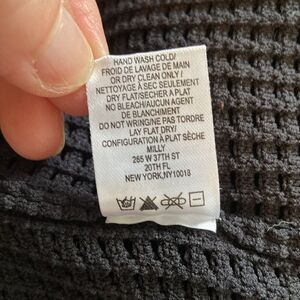 HAND WASH COLD/
FROID DE LAVAGE DE MAIN
OR DRY CLEAN ONLY/
NETTOYAGE À SEC SEULEMENT
DRY FLAT/SECHER A PLAT
NO BLEACH/AUCUN AGENT
DE BLANCHIMENT
DO NOT WRING/NE PAS TORDRE
LAY FLAT DRY/
CONFIGURATION À PLAT SÈCHE
MILLY
265 W 37TH ST
20TH FL
NEW YORK,NY10018